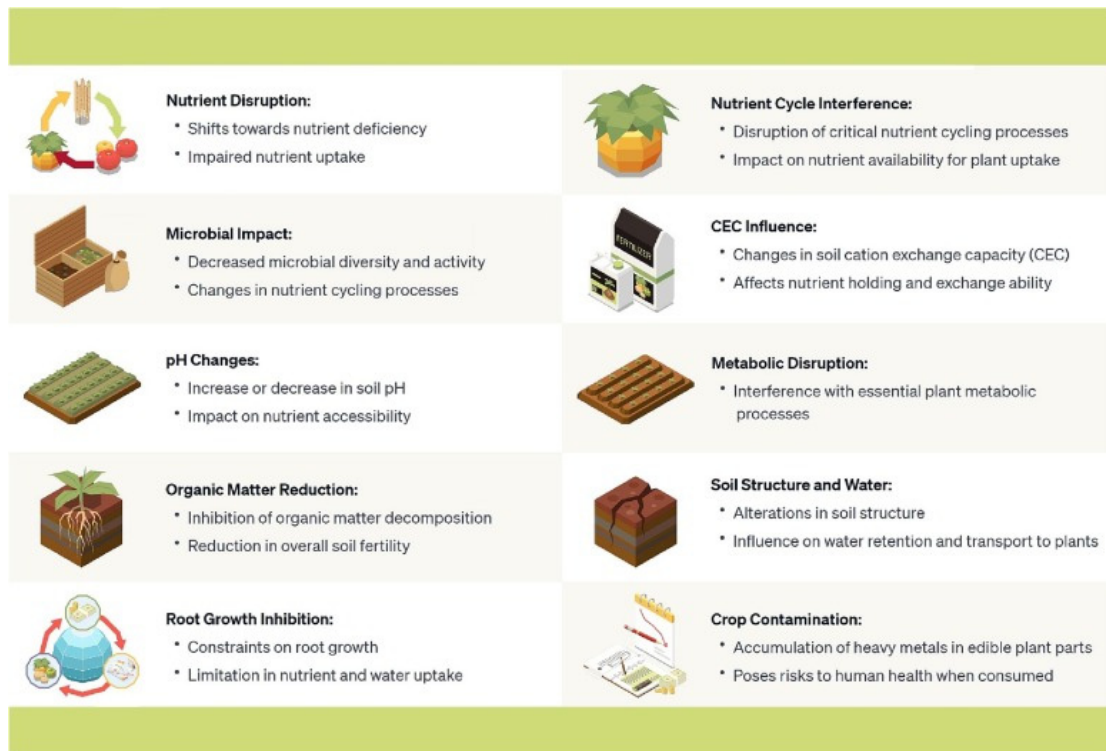 Nutrient Disruption:
• Shifts towards nutrient deficiency
• Impaired nutrient uptake
Nutrient Cycle Interference:
• Disruption of critical nutrient cycling processes
• Impact on nutrient availability for plant uptake
Microbial Impact:
• Decreased microbial diversity and activity
• Changes in nutrient cycling processes
FERTILIZER
CEC Influence:
• Changes in soil cation exchange capacity (CEC)
• Affects nutrient holding and exchange ability
pH Changes:
• Increase or decrease in soil pH
• Impact on nutrient accessibility
Metabolic Disruption:
• Interference with essential plant metabolic
processes
Organic Matter Reduction:
• Inhibition of organic matter decomposition
• Reduction in overall soil fertility
Soil Structure and Water:
• Alterations in soil structure
• Influence on water retention and transport to plants
Root Growth Inhibition:
• Constraints on root growth
• Limitation in nutrient and water uptake
Crop Contamination:
• Accumulation of heavy metals in edible plant parts
• Poses risks to human health when consumed